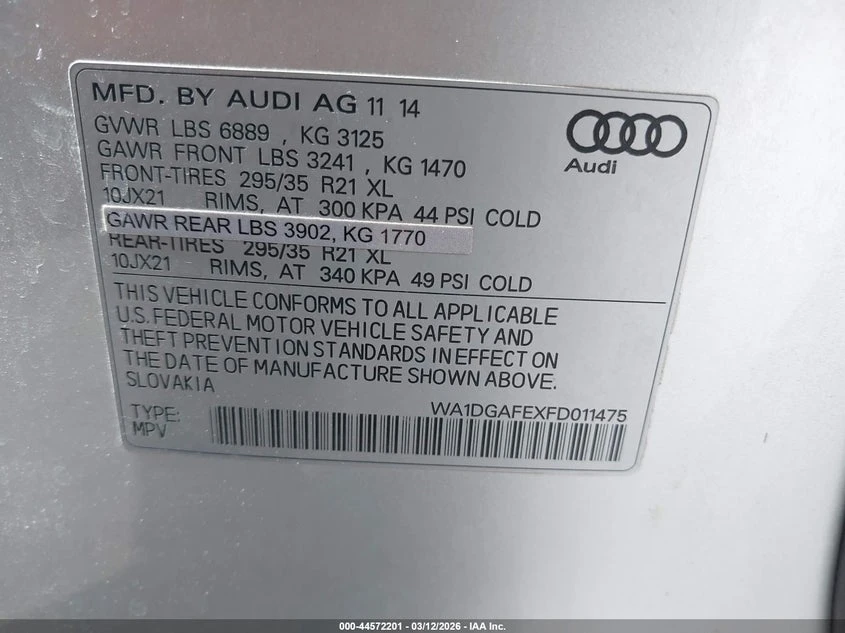 MFD. BY AUDI AG 11 14
GVWR LBS 6889 , KG 3125
GAWR FRONT LBS 3241 , KG 1470
FRONT-TIRES 295/35 R21 XL
10JX21 RIMS, AT 300 KPA 44 PSI COLD
GAWR REAR LBS 3902, KG 1770
REAR-TIRES 295/35 R21 XL
10JX21 RIMS, AT 340 KPA 49 PSI COLD
Audi
THIS VEHICLE CONFORMS TO ALL APPLICABLE
U.S. FEDERAL MOTOR VEHICLE SAFETY AND
THEFT PREVENTION STANDARDS IN EFFECT ON
THE DATE OF MANUFACTURE SHOWN ABOVE.
SLOVAKIA
WA1DGAFEXFD011475
TYPE:
MPV
000-44572201 - 03/12/2026 - IAA Inc.